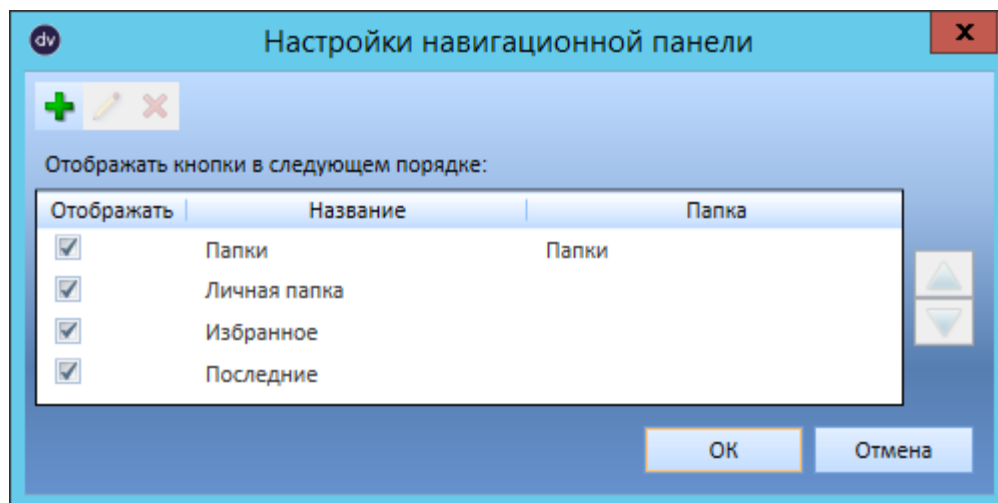 dv Настройки навигационной панели x
Отображать кнопки в следующем порядке:
Отображать Название Папка
Папки Папки
Личная папка
Избранное
Последние
ОК Отмена